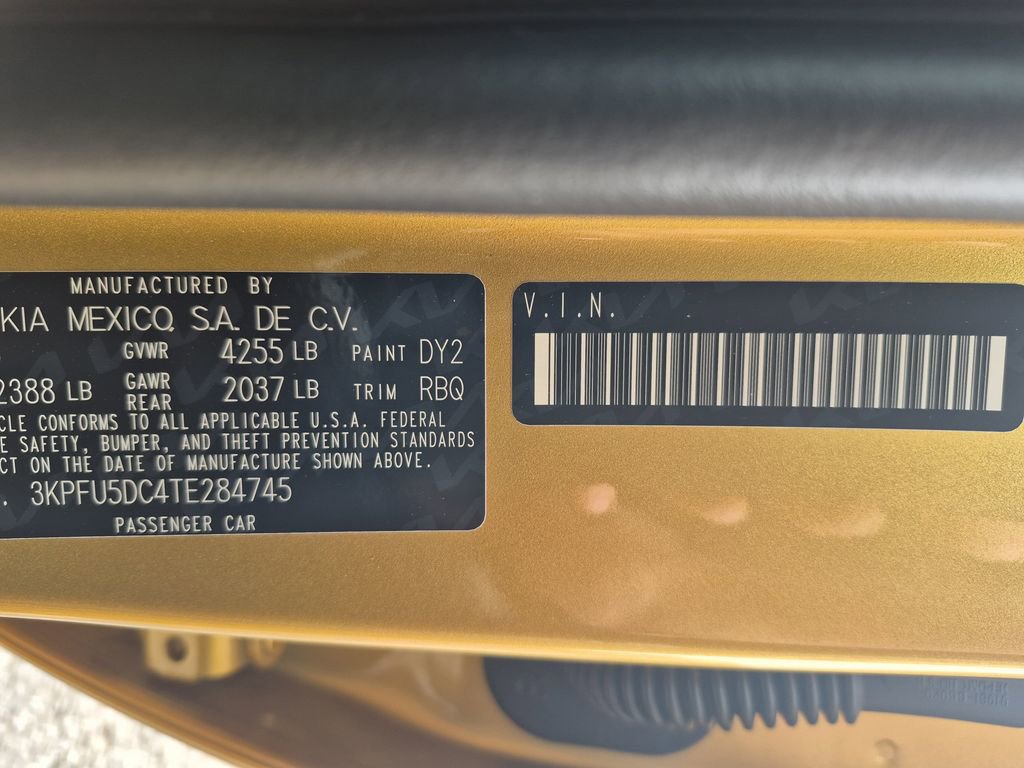 MANUFACTURED BY
KIA MEXICO, S.A. DE C.V.
GVWR 4255 LB PAINT DY2
2388 LB GAWR REAR 2037 LB TRIM RBQ
CLE CONFORMS TO ALL APPLICABLE U.S.A. FEDERAL
E SAFETY, BUMPER, AND THEFT PREVENTION STANDARDS
CT ON THE DATE OF MANUFACTURE SHOWN ABOVE.
. 3KPFU5DC4TE284745
PASSENGER CAR
V.I.N.